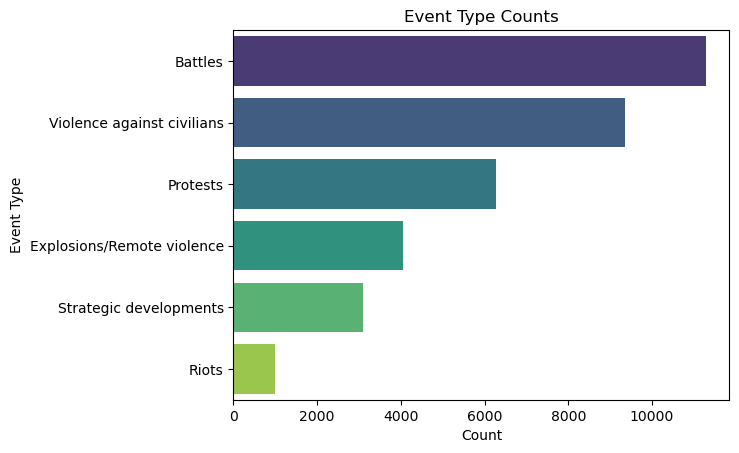 Event Type Counts
Event Type
Battles
Violence against civilians
Protests
Explosions/Remote violence
Strategic developments
Riots
0 2000 4000 6000 8000 10000
Count